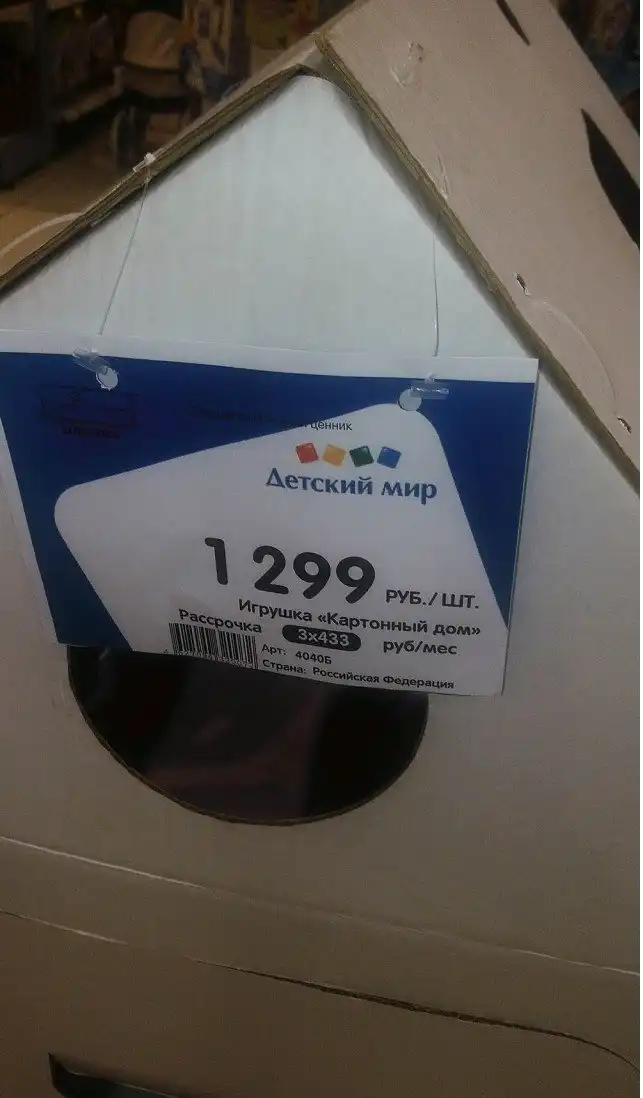 ценник
Детский мир
1 299 РУБ./ ШТ.
Игрушка «Картонный дом»
Рассрочка 3х433 руб/мес
Арт: 4040Б
Страна: Российская Федерация